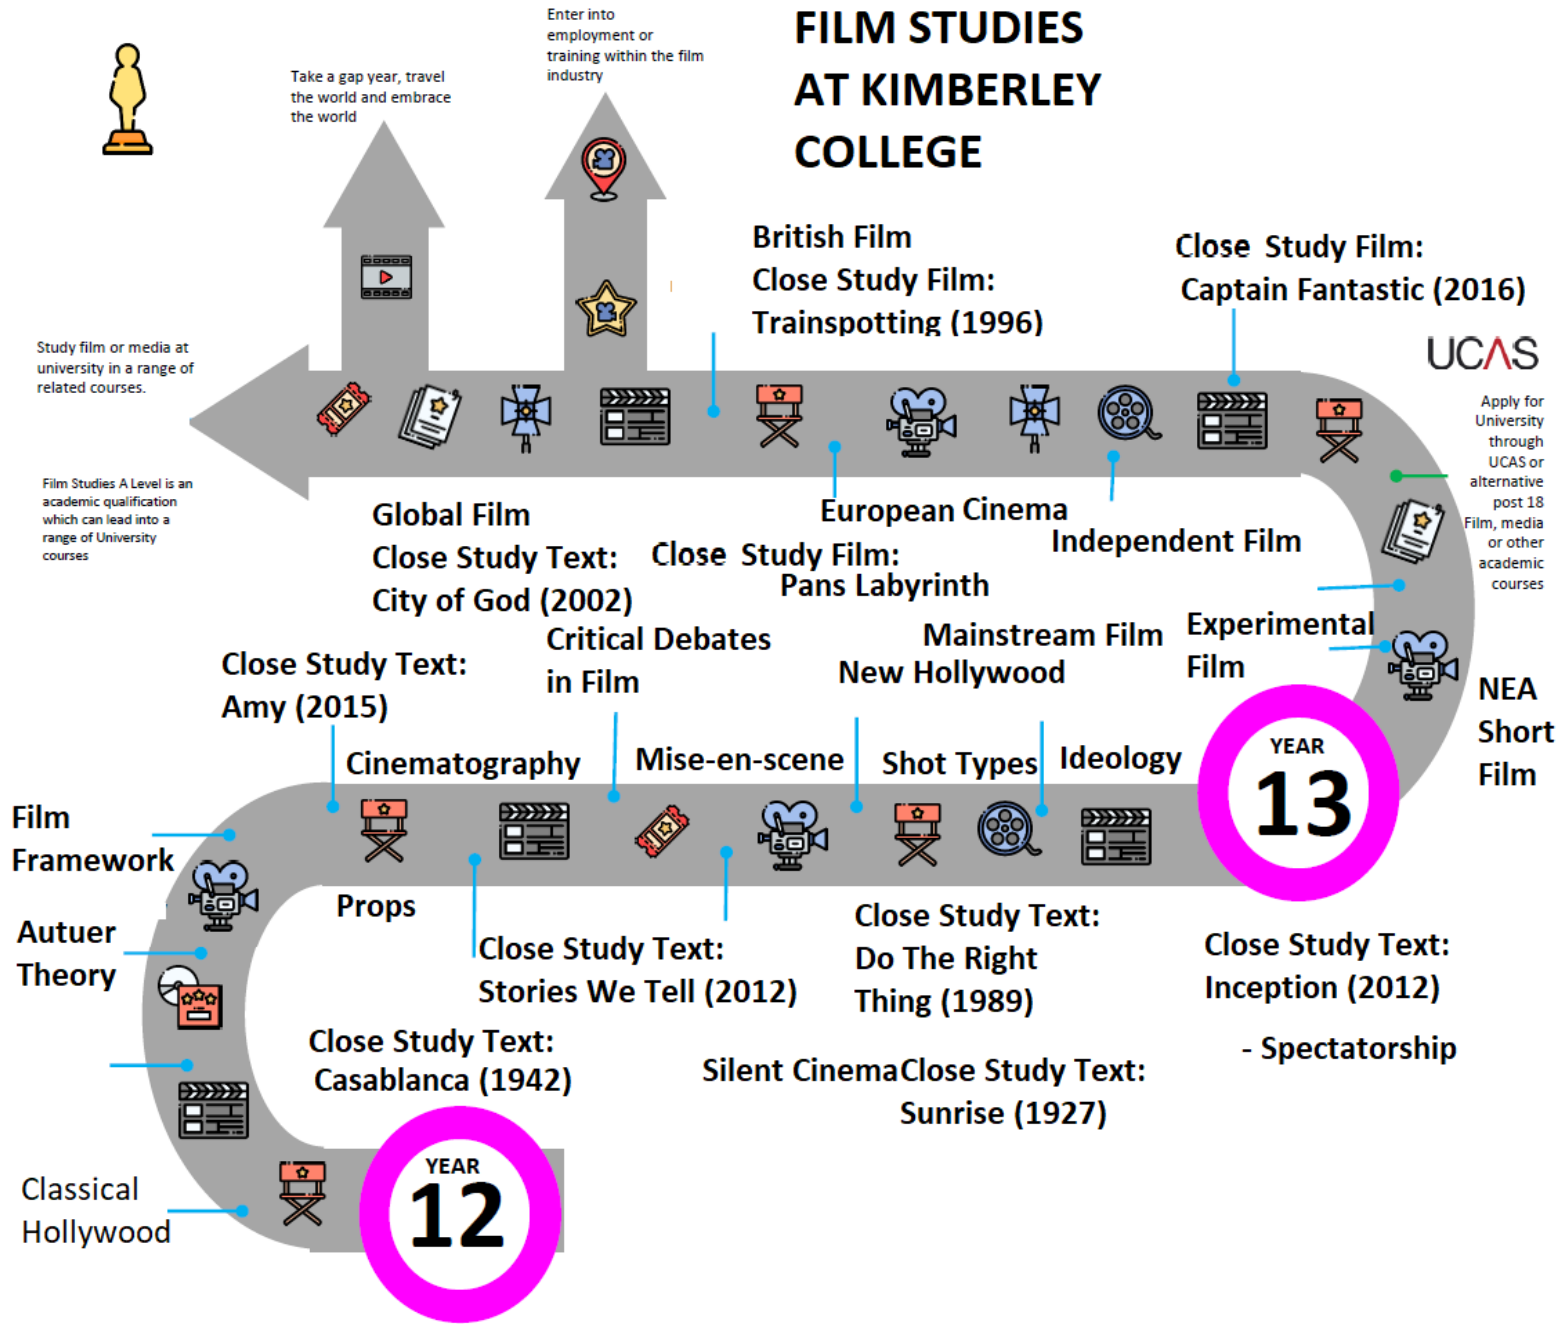 FILM STUDIES
AT KIMBERLEY
COLLEGE
Enter into
employment or
training within the film
industry
Take a gap year, travel
the world and embrace
the world
British Film
Close Study Film:
Trainspotting (1996)
Close Study Film:
Captain Fantastic (2016)
UCAS
Apply for
University
through
UCAS or
alternative
post 18
Film, media
or other
academic
courses
Study film or media at
university in a range of
related courses.
Film Studies A Level is an
academic qualification
which can lead into a
range of University
courses
Global Film
Close Study Text:
City of God (2002)
European Cinema
Close Study Film:
Pans Labyrinth
Independent Film
Experimental
Film
NEA
Short
Film
Close Study Text:
Amy (2015)
Critical Debates
in Film
Mainstream Film
New Hollywood
Cinematography
Mise-en-scene
Shot Types
Ideology
YEAR
13
Film
Framework
Props
Autuer
Theory
Close Study Text:
Stories We Tell (2012)
Close Study Text:
Do The Right
Thing (1989)
Close Study Text:
Inception (2012)
- Spectatorship
Close Study Text:
Casablanca (1942)
Silent Cinema
Close Study Text:
Sunrise (1927)
Classical
Hollywood
YEAR
12